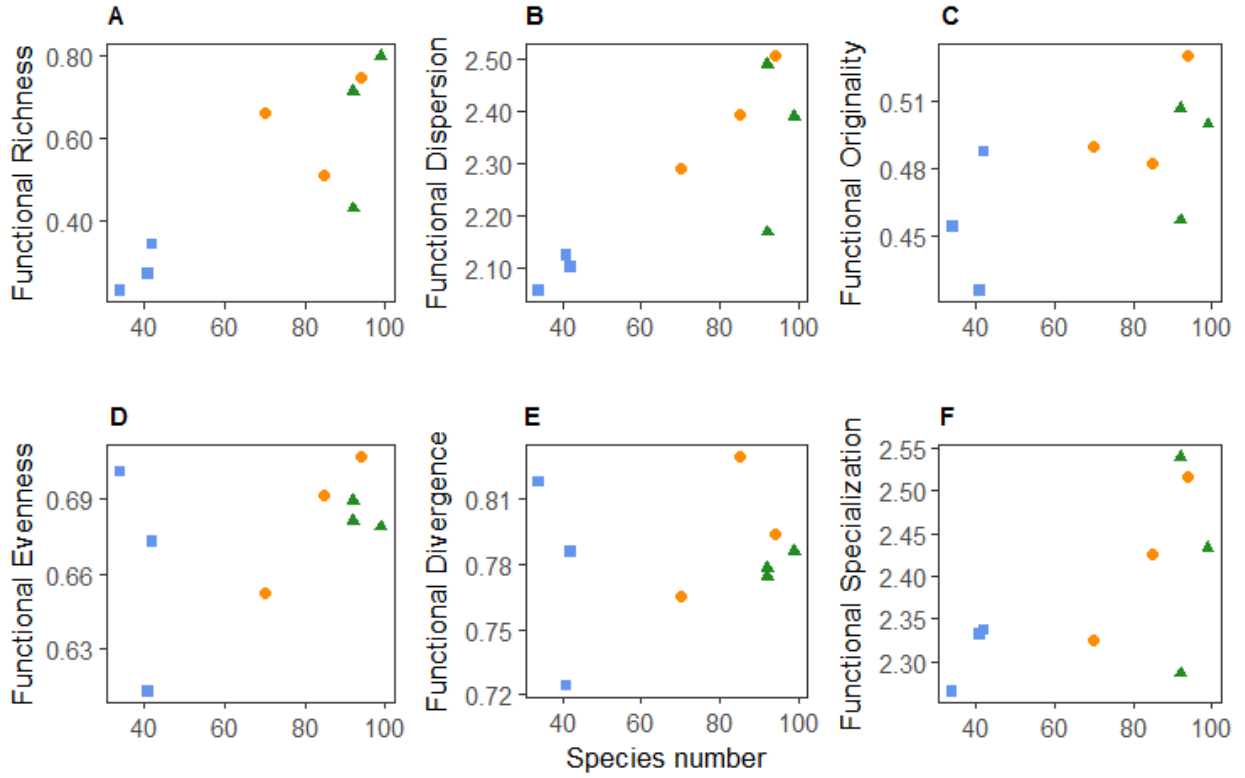 A
Functional Richness
0.80
0.60
0.40
40 60 80 100
B
Functional Dispersion
2.50
2.40
2.30
2.20
2.10
40 60 80 100
C
Functional Originality
0.51
0.48
0.45
40 60 80 100
D
Functional Evenness
0.69
0.66
0.63
40 60 80 100
E
Functional Divergence
0.81
0.78
0.75
0.72
40 60 80 100
F
Functional Specialization
2.55
2.50
2.45
2.40
2.35
2.30
40 60 80 100
Species number